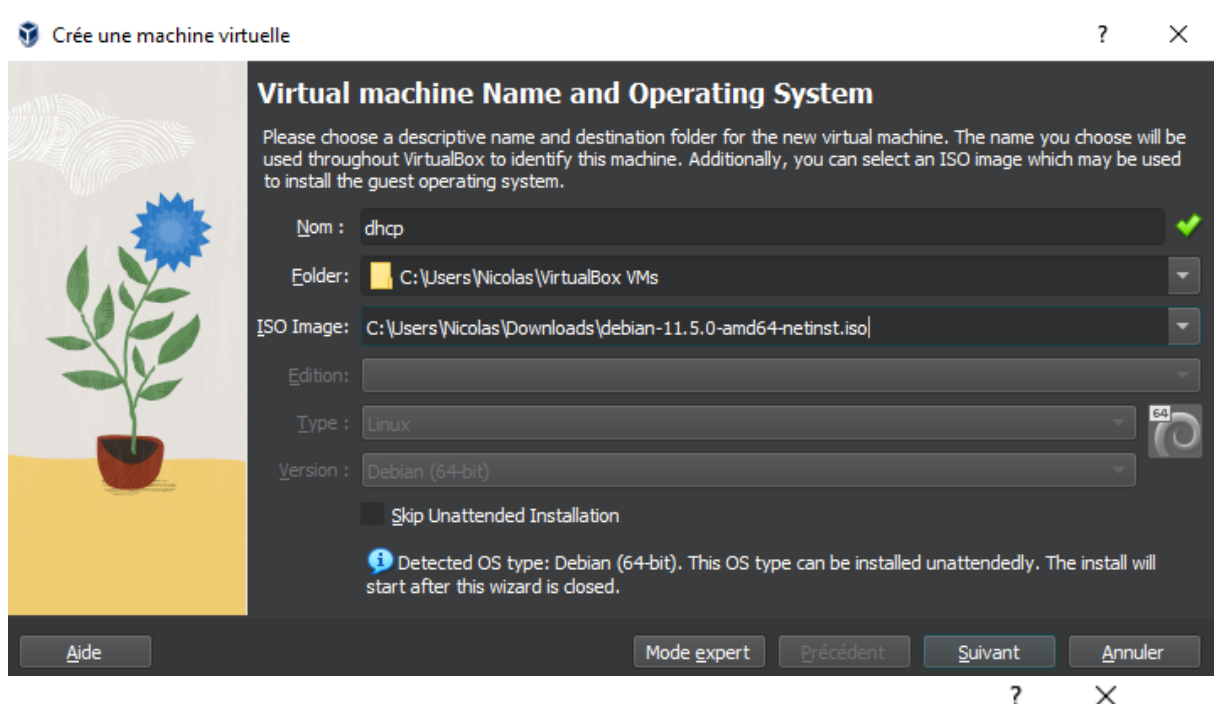 Crée une machine virtuelle
?
Virtual machine Name and Operating System
Please choose a descriptive name and destination folder for the new virtual machine. The name you choose will be
used throughout VirtualBox to identify this machine. Additionally, you can select an ISO image which may be used
to install the guest operating system.
Nom : dhcp
Folder: C:\Users\Nicolas\VirtualBox VMs
ISO Image: C:\Users\Nicolas\Downloads\debian-11.5.0-amd64-netinst.iso
Edition:
Type : Linux
64
Version : Debian (64-bit)
Skip Unattended Installation
Detected OS type: Debian (64-bit). This OS type can be installed unattendedly. The install will
start after this wizard is closed.
Aide Mode expert Précédent Suivant Annuler
?